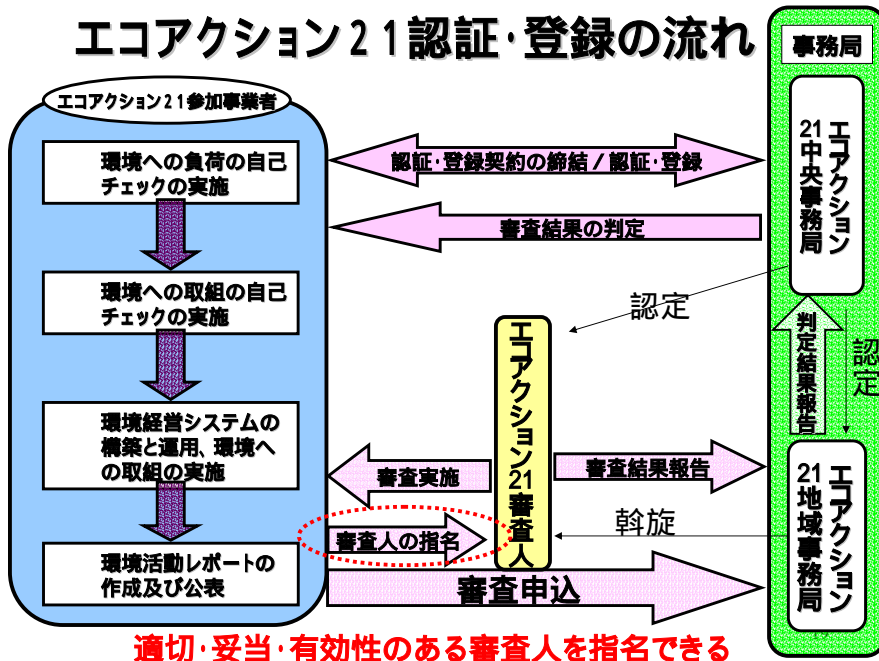 エコアクション２１認証・登録の流れ
事務局
エコアクション２１参加事業者
環境への負荷の自己
チェックの実施
環境への取組の自己
チェックの実施
環境経営システムの
構築と運用、環境へ
の取組の実施
環境活動レポートの
作成及び公表
認証・登録契約の締結 / 認証・登録
審査結果の判定
認定
エコアクション
21中央事務局
判定結果報告
認定
エコアクション21審査人
審査実施
審査結果報告
審査人の指名
斡旋
審査申込
エコアクション
21地域事務局
19
適切・妥当・有効性のある審査人を指名できる